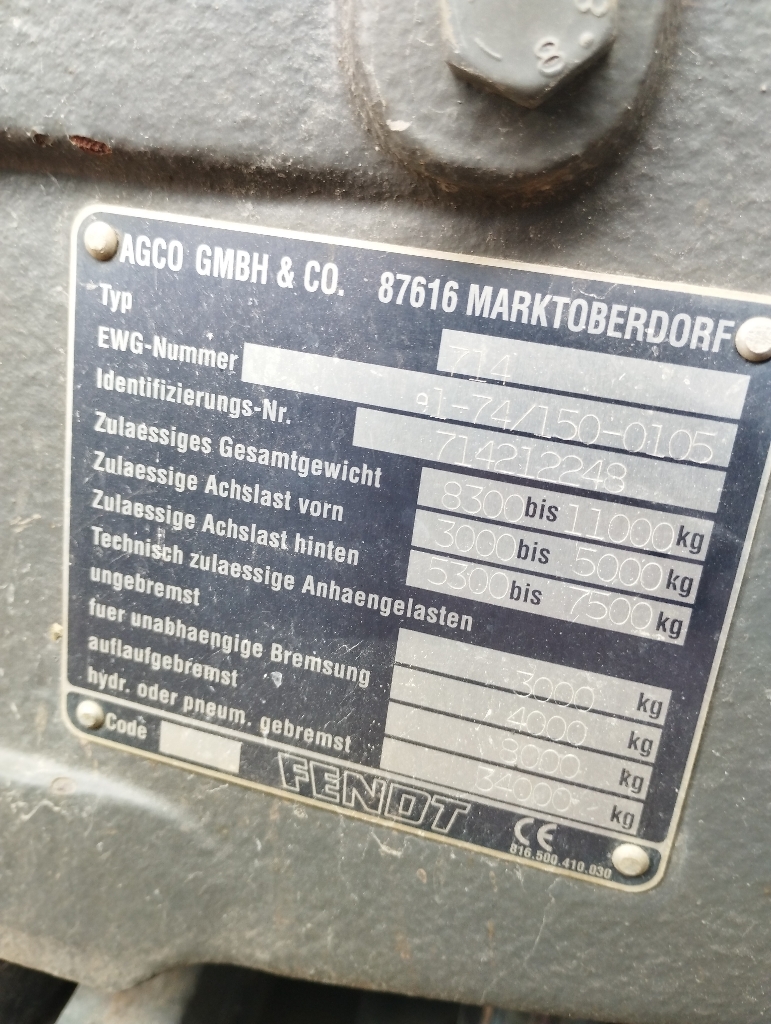 AGCO GMBH & CO. 87616 MARKTOBERDORF
Typ 714
EWG-Nummer e1-74/150-0105
Identifizierungs-Nr. 714212248
Zulaessiges Gesamtgewicht 8300 bis 11000 kg
Zulaessige Achslast vorn 3000 bis 5000 kg
Zulaessige Achslast hinten 5300 bis 7500 kg
Technisch zulaessige Anhaengelasten
ungebremst 3000 kg
fuer unabhaengige Bremsung 4000 kg
auflaufgebremst 8000 kg
hydr. oder pneum. gebremst 34000 kg
Code
FENDT CE
816.500.410.030